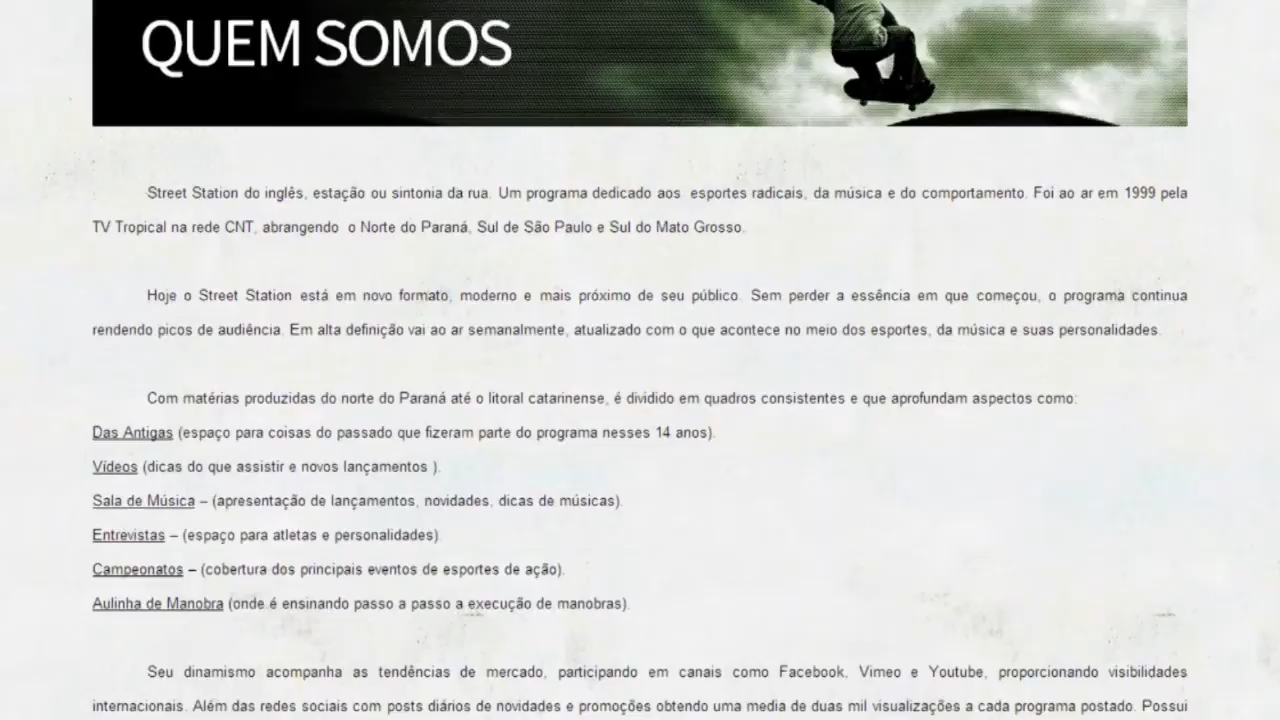 QUEM SOMOS
Street Station do inglês, estação ou sintonia da rua. Um programa dedicado aos esportes radicais, da música e do comportamento. Foi ao ar em 1999 pela
TV Tropical na rede CNT, abrangendo o Norte do Paraná, Sul de São Paulo e Sul do Mato Grosso.
Hoje o Street Station está em novo formato, moderno e mais próximo de seu público. Sem perder a essência em que começou, o programa continua
rendendo picos de audiência. Em alta definição vai ao ar semanalmente, atualizado com o que acontece no meio dos esportes, da música e suas personalidades.
Com matérias produzidas do norte do Paraná até o litoral catarinense, é dividido em quadros consistentes e que aprofundam aspectos como:
Das Antigas (espaço para coisas do passado que fizeram parte do programa nesses 14 anos).
Vídeos (dicas do que assistir e novos lançamentos ).
Sala de Música – (apresentação de lançamentos, novidades, dicas de músicas).
Entrevistas – (espaço para atletas e personalidades)
Campeonatos – (cobertura dos principais eventos de esportes de ação).
Aulinha de Manobra (onde é ensinando passo a passo a execução de manobras).
Seu dinamismo acompanha as tendências de mercado, participando em canais como Facebook, Vimeo e Youtube, proporcionando visibilidades
internacionais. Além das redes sociais com posts diários de novidades e promoções obtendo uma media de duas mil visualizações a cada programa postado. Possui